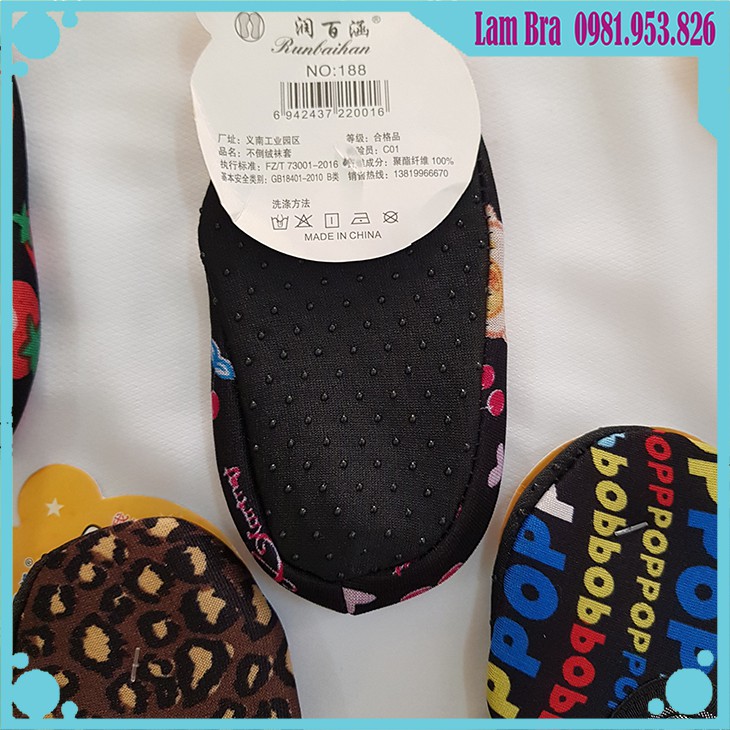 Lam Bra 0981.953.826
润百涵
Runbaihan
NO:188
6 942437 220016
厂址: 义南工业园区
品名: 不倒绒袜套
执行标准: FZ/T 73001-2016
基本安全类别: GB18401-2010 B类
等级: 合格品
验员: C01
成分: 聚酯纤维 100%
销售热线: 13819966670
洗涤方法
MADE IN CHINA
POP
POPPOPPOP
POP